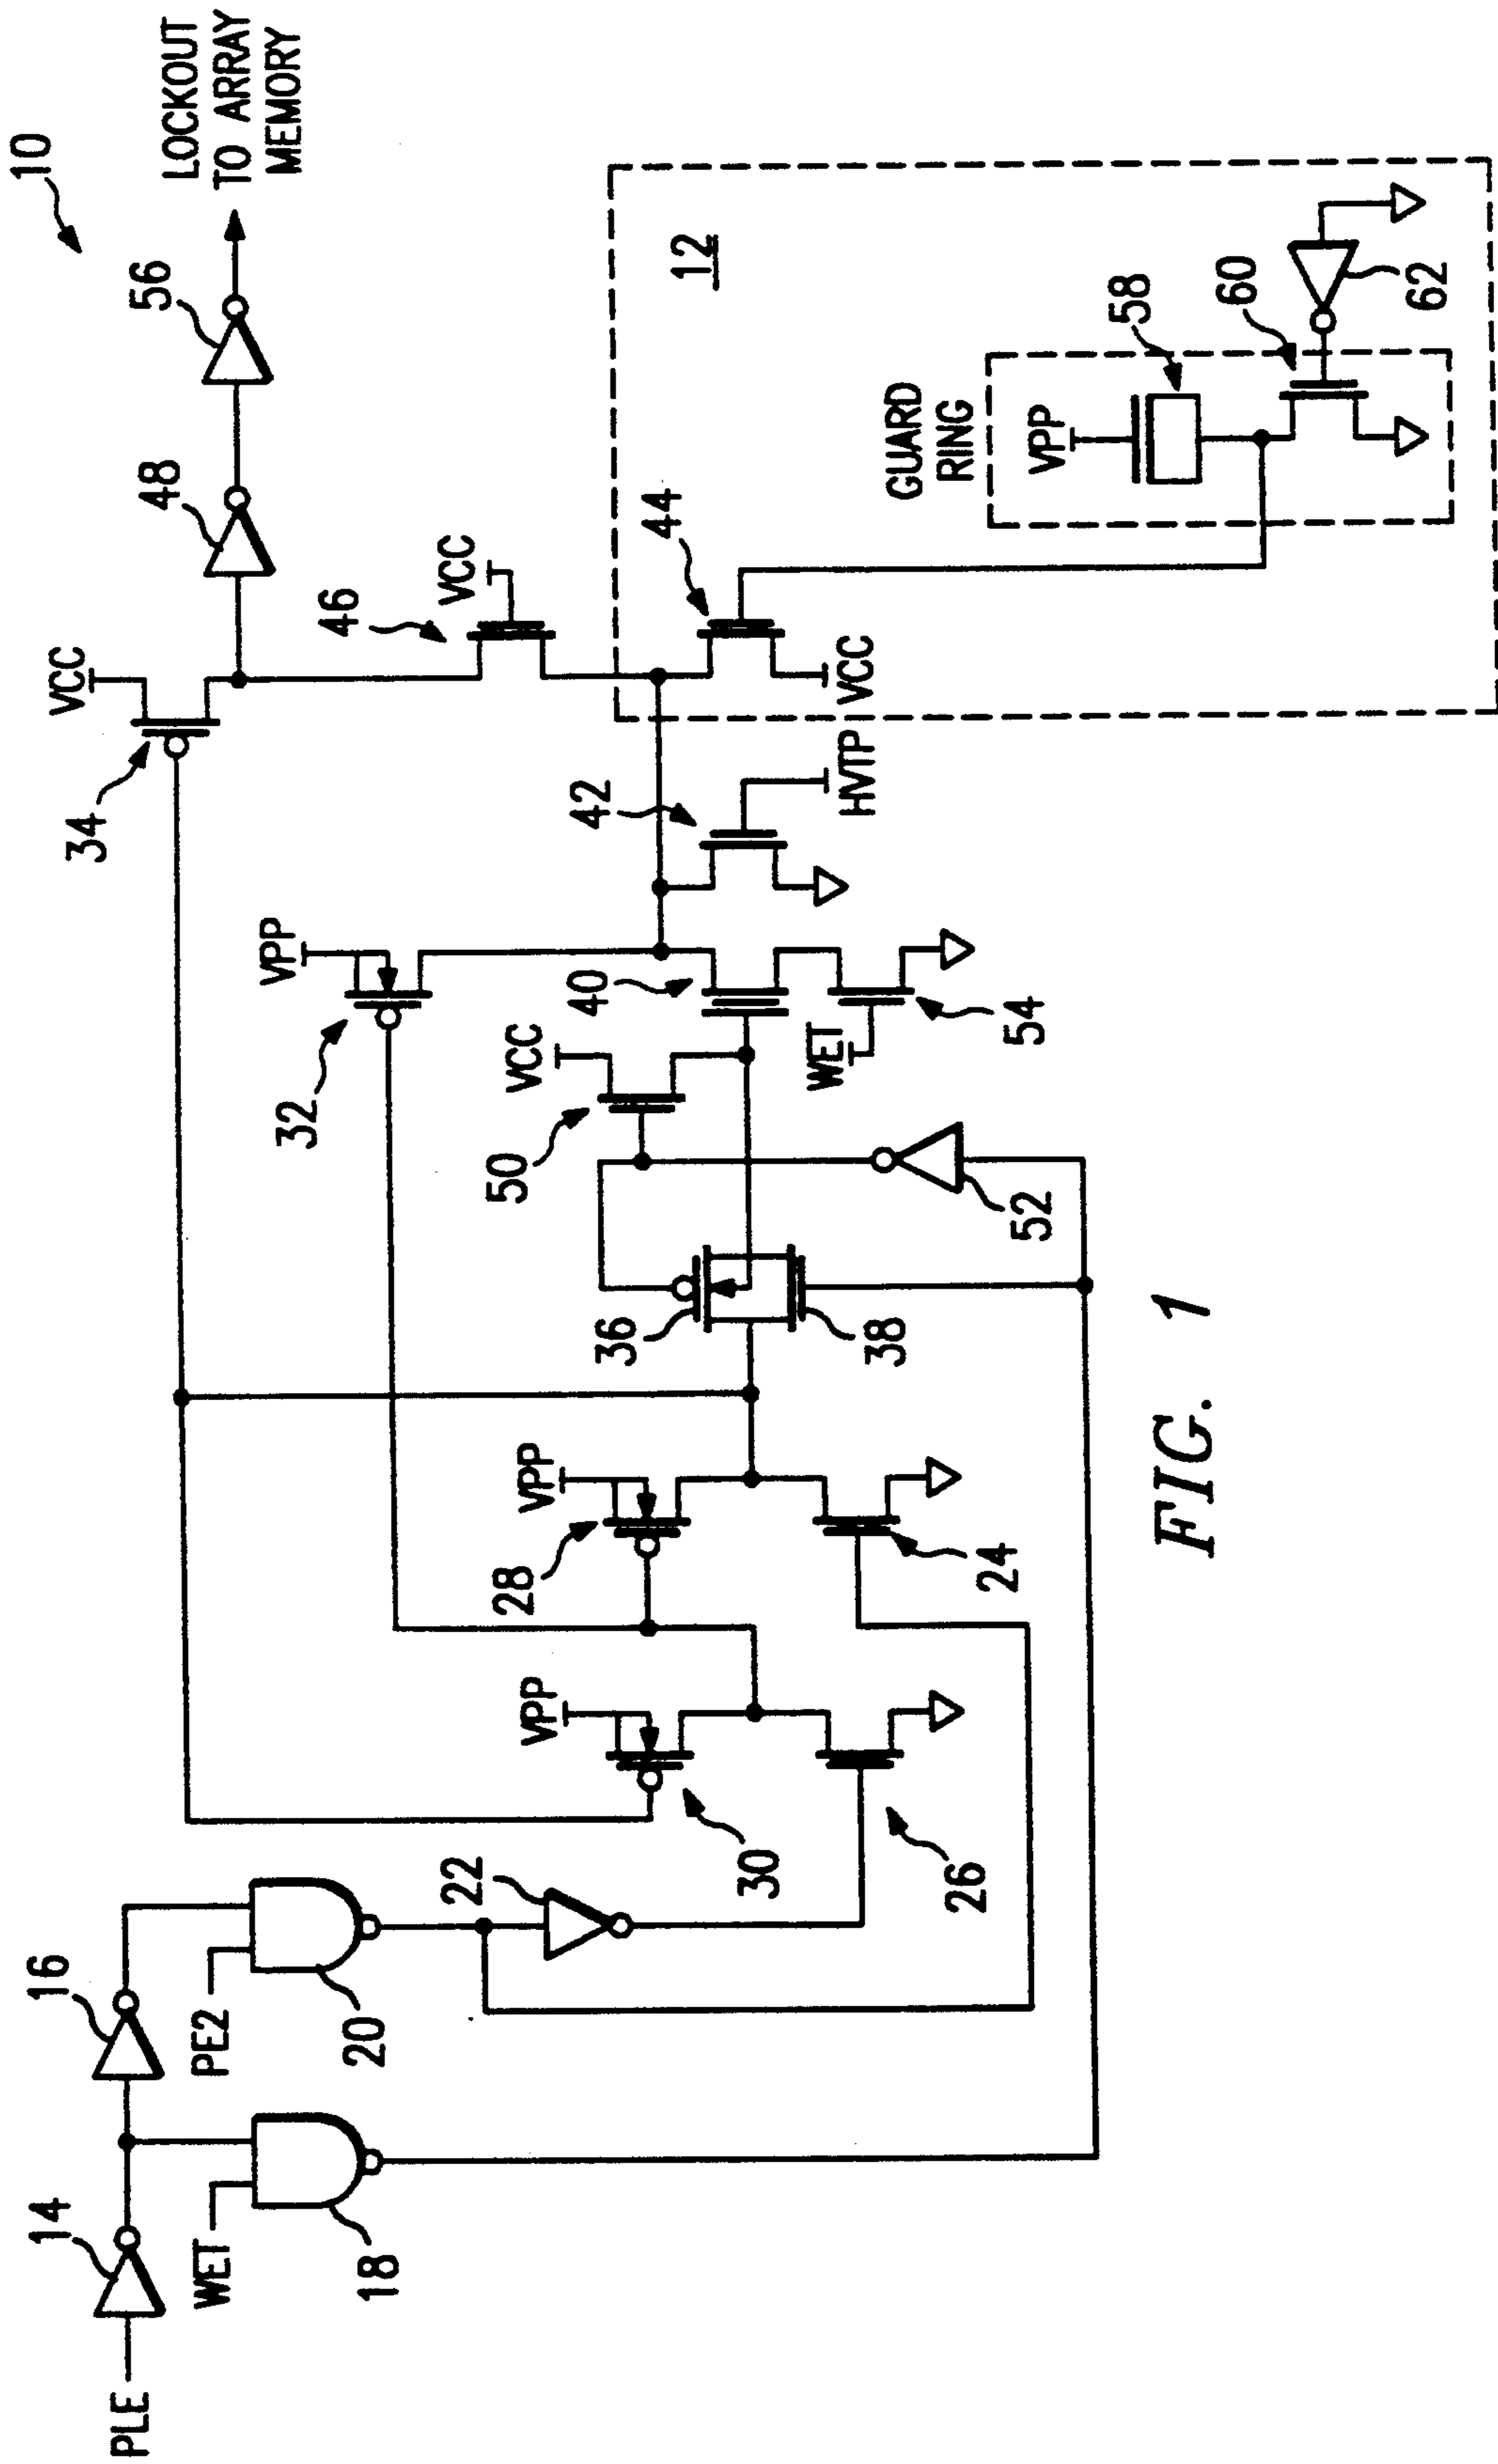 10
LOCKOUT
TO ARRAY
MEMORY
56
48
VCC
34
46
VCC
16
14
PLE
PE2
20
WET
18
22
VPP
30
26
VPP
28
24
VPP
32
VCC
50
36
38
52
40
WET
54
42
HVTP
44
VCC
12
GUARD
RING
VPP
58
60
62
FIG. 1